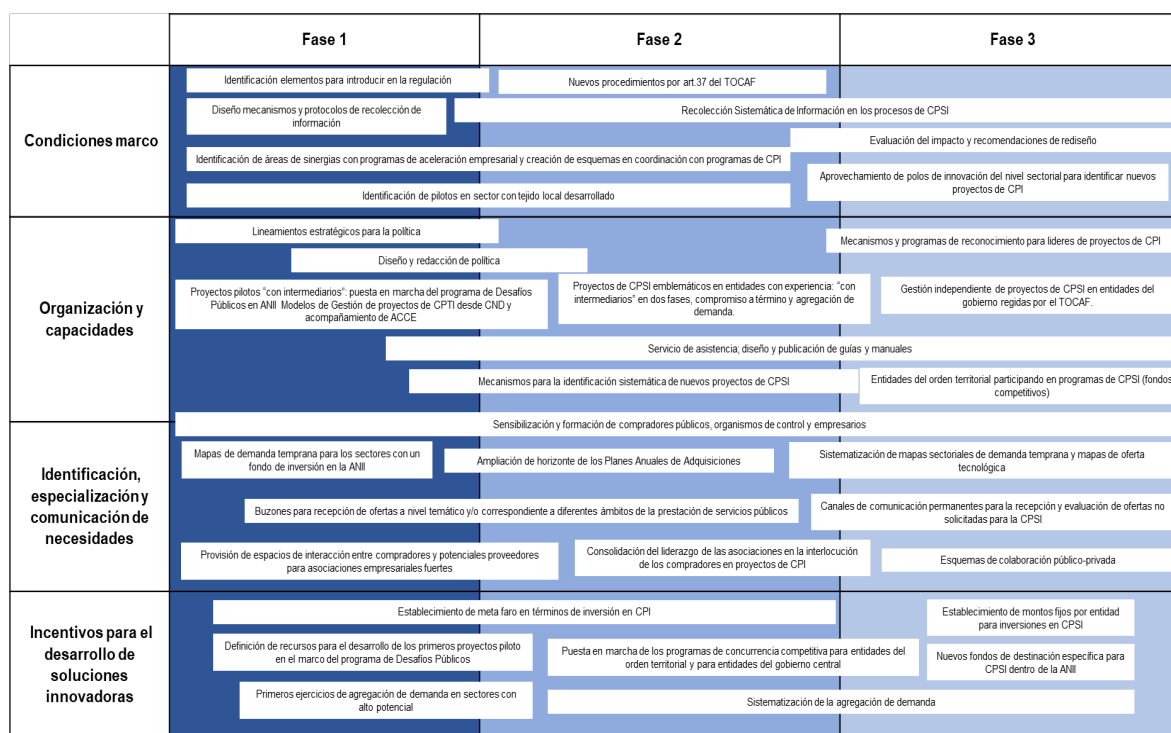 Fase 1
Fase 2
Fase 3
Condiciones marco
Identificación elementos para introducir en la regulación
Nuevos procedimientos por art.37 del TOCAF
Diseño mecanismos y protocolos de recolección de
información
Recolección Sistemática de Información en los procesos de CPSI
Evaluación del impacto y recomendaciones de rediseño
Identificación de áreas de sinergias con programas de aceleración empresarial y creación de esquemas en coordinación con programas de CPI
Aprovechamiento de polos de innovación del nivel sectorial para identificar nuevos
proyectos de CPI
Identificación de pilotos en sector con tejido local desarrollado
Organización y
capacidades
Lineamientos estratégicos para la política
Mecanismos y programas de reconocimiento para lideres de proyectos de CPI
Diseño y redacción de política
Proyectos pilotos “con intermediarios”: puesta en marcha del programa de Desafíos
Públicos en ANII Modelos de Gestión de proyectos de CPTI desde CND y
acompañamiento de ACCE
Proyectos de CPSI emblemáticos en entidades con experiencia: “con
intermediarios” en dos fases, compromiso a término y agregación de
demanda.
Gestión independiente de proyectos de CPSI en entidades del
gobierno regidas por el TOCAF.
Servicio de asistencia; diseño y publicación de guías y manuales
Mecanismos para la identificación sistemática de nuevos proyectos de CPSI
Entidades del orden territorial participando en programas de CPSI (fondos
competitivos)
Sensibilización y formación de compradores públicos, organismos de control y empresarios
Identificación,
especialización y
comunicación de
necesidades
Mapas de demanda temprana para los sectores con un
fondo de inversión en la ANII
Ampliación de horizonte de los Planes Anuales de Adquisiciones
Sistematización de mapas sectoriales de demanda temprana y mapas de oferta
tecnológica
Buzones para recepción de ofertas a nivel temático y/o correspondiente a diferentes ámbitos de la prestación de servicios públicos
Canales de comunicación permanentes para la recepción y evaluación de ofertas no
solicitadas para la CPSI
Provisión de espacios de interacción entre compradores y potenciales proveedores
para asociaciones empresariales fuertes
Consolidación del liderazgo de las asociaciones en la interlocución
de los compradores en proyectos de CPI
Esquemas de colaboración público-privada
Incentivos para el
desarrollo de
soluciones
innovadoras
Establecimiento de meta faro en términos de inversión en CPI
Establecimiento de montos fijos por entidad
para inversiones en CPSI
Definición de recursos para el desarrollo de los primeros proyectos piloto
en el marco del programa de Desafíos Públicos
Puesta en marcha de los programas de concurrencia competitiva para entidades del
orden territorial y para entidades del gobierno central
Nuevos fondos de destinación específica para
CPSI dentro de la ANII
Primeros ejercicios de agregación de demanda en sectores con
alto potencial
Sistematización de la agregación de demanda